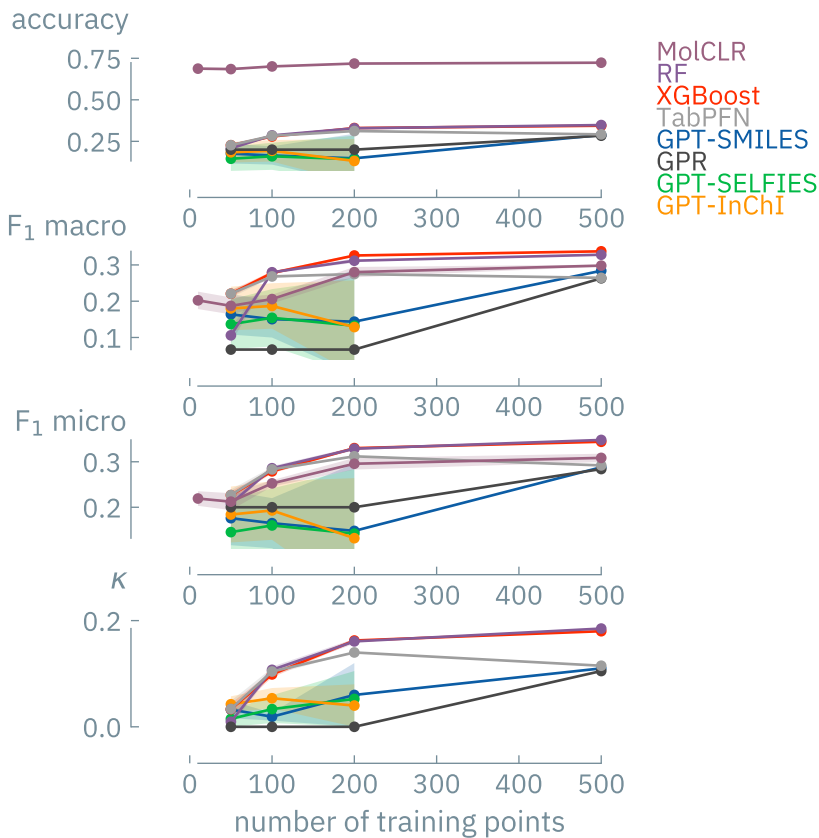 accuracy
0.75
0.50
0.25
0 100 200 300 400 500
MolCLR
RF
XGBoost
TabPFN
GPT-SMILES
GPR
GPT-SELFIES
GPT-InChI
F₁ macro
0.3
0.2
0.1
0 100 200 300 400 500
F₁ micro
0.3
0.2
0 100 200 300 400 500
κ
0.2
0.0
0 100 200 300 400 500
number of training points